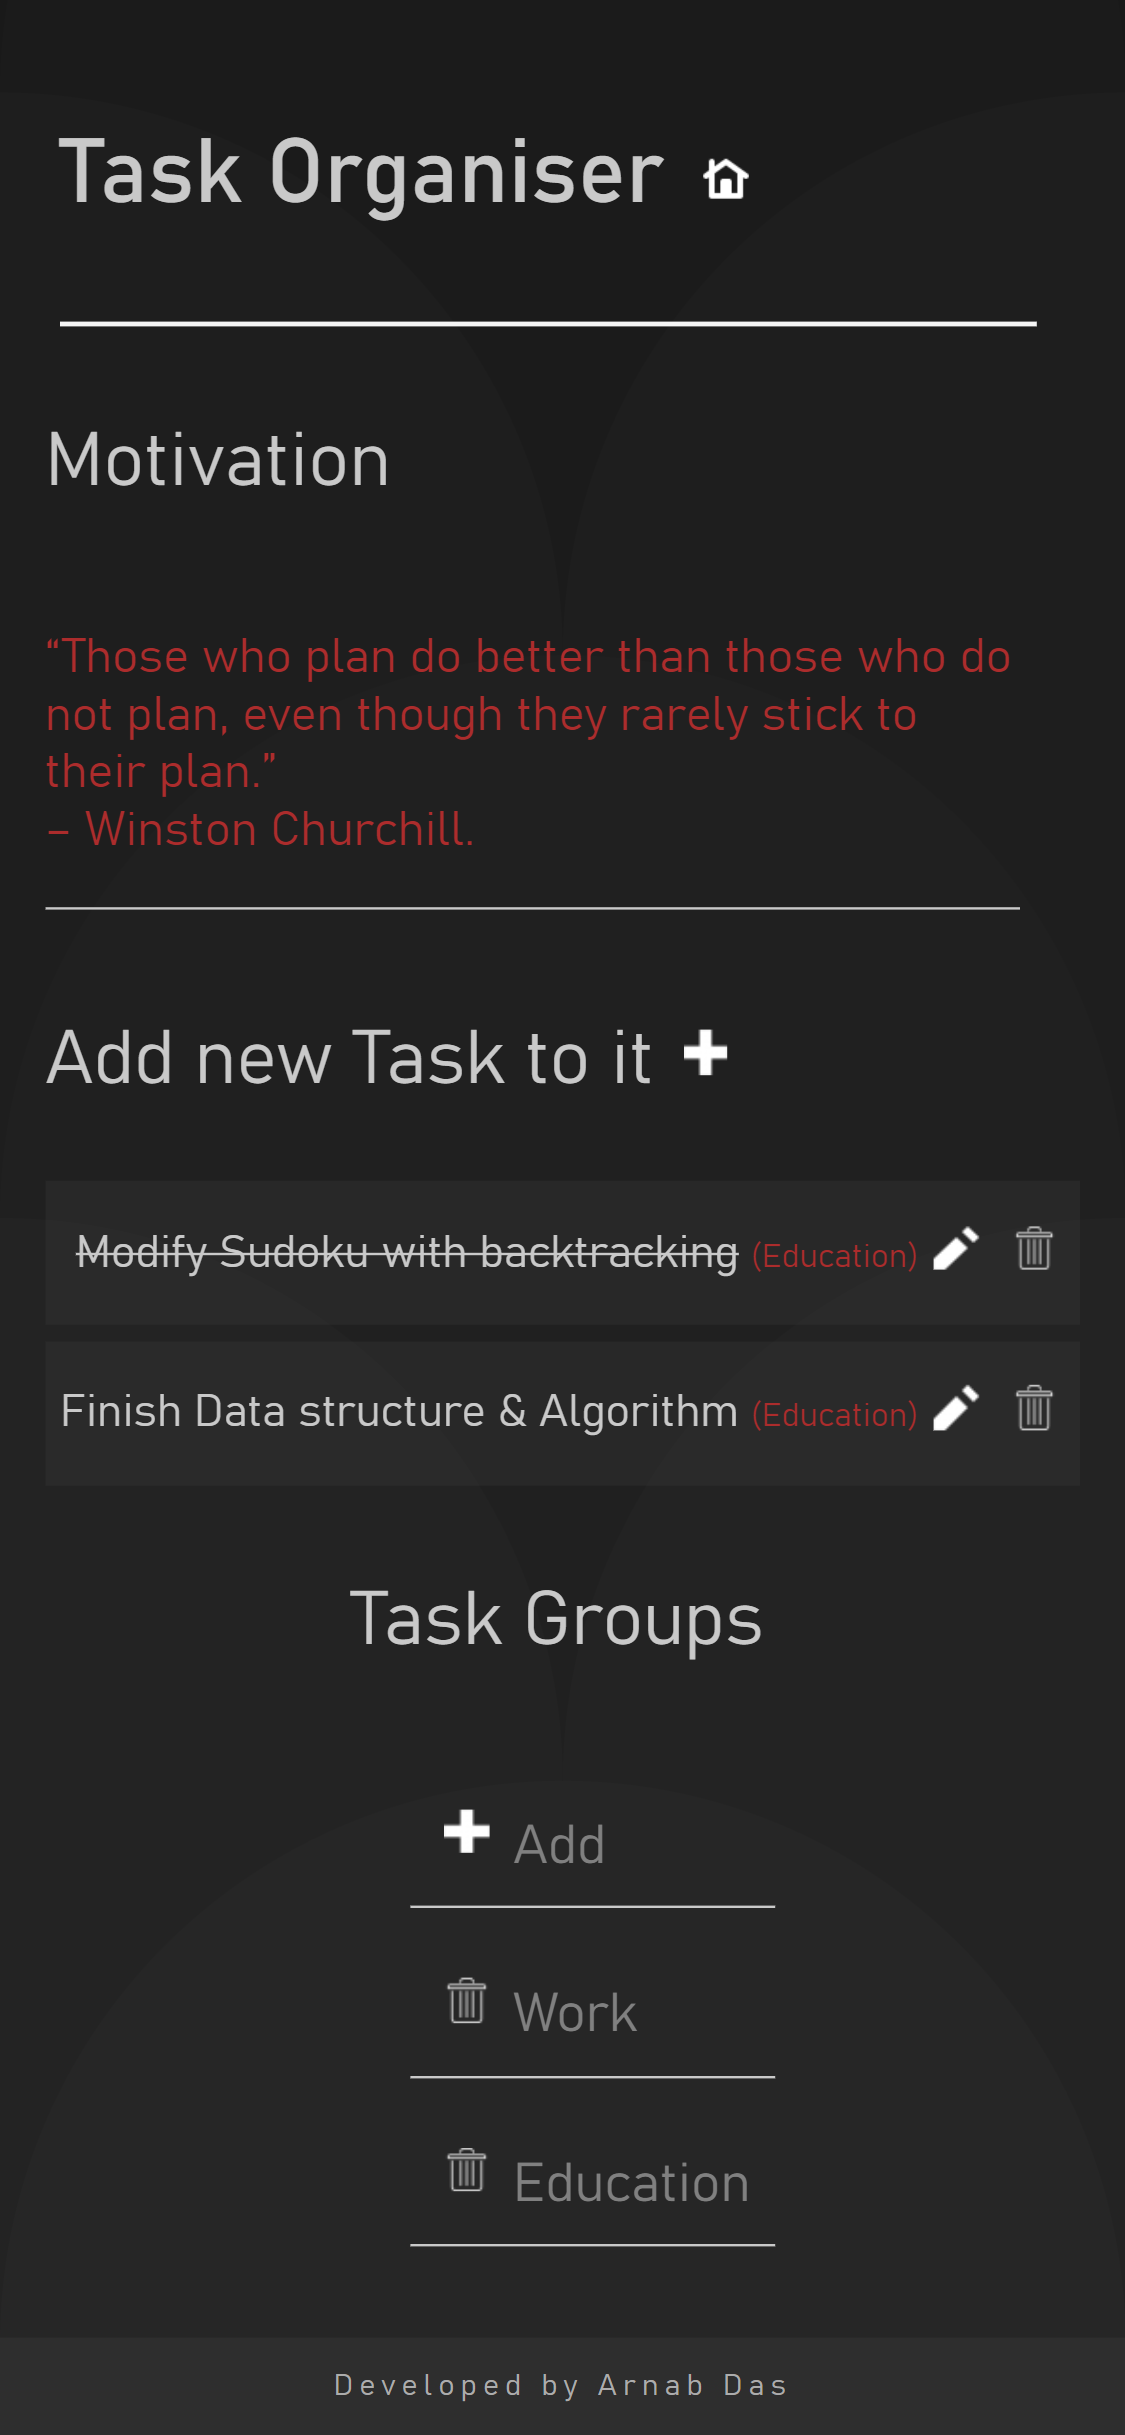 Task Organiser
Motivation
“Those who plan do better than those who do
not plan, even though they rarely stick to
their plan.”
– Winston Churchill.
Add new Task to it
Modify Sudoku with backtracking (Education)
Finish Data structure & Algorithm (Education)
Task Groups
Add
Work
Education
Developed by Arnab Das